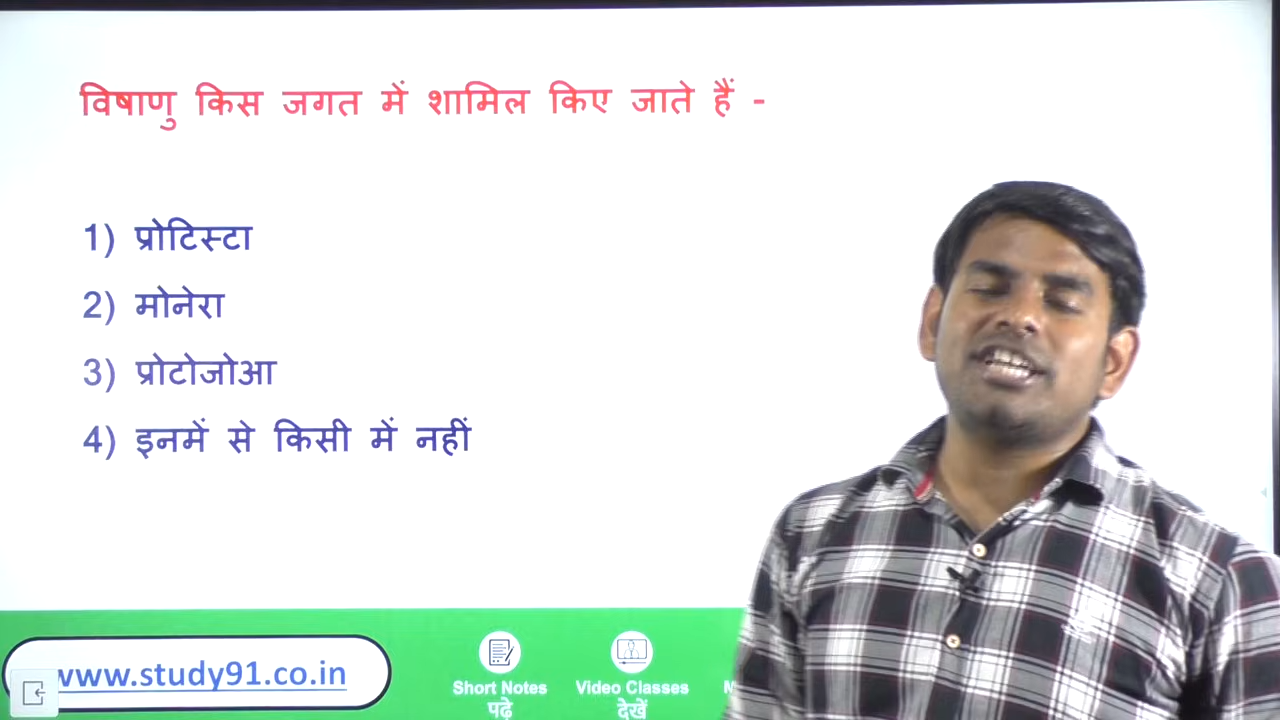 विषाणु किस जगत में शामिल किए जाते हैं -
1) प्रोटिस्टा
2) मोनेरा
3) प्रोटोजोआ
4) इनमें से किसी में नहीं
www.study91.co.in
Short Notes
पढ़े
Video Classes
देखें